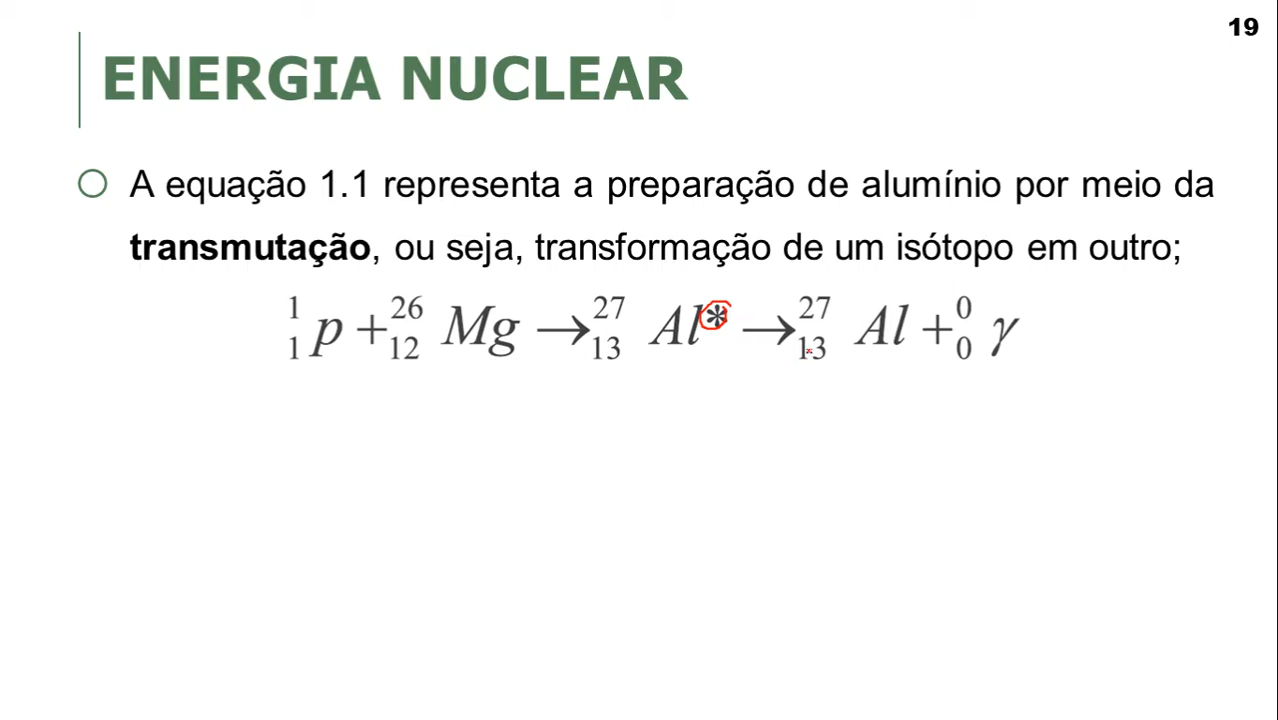 19
ENERGIA NUCLEAR
A equação 1.1 representa a preparação de alumínio por meio da
transmutação, ou seja, transformação de um isótopo em outro;
¹₁p + ²⁶₁₂Mg → ²⁷₁₃Al* → ²⁷₁₃Al + ⁰₀γ